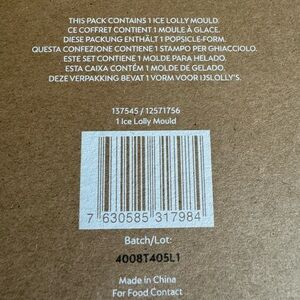 THIS PACK CONTAINS 1 ICE LOLLY MOULD.
CE COFFRET CONTIENT 1 MOULE À GLACE.
DIESE PACKUNG ENTHÄLT 1 POPSICLE-FORM.
QUESTA CONFEZIONE CONTIENE 1 STAMPO PER GHIACCIOLO.
ESTE SET CONTIENE 1 MOLDE PARA HELADO.
ESTA CAIXA CONTÉM 1 MOLDE DE GELADO.
DEZE VERPAKKING BEVAT 1 VORM VOOR IJSLOLLY'S.
137545 / 12571756
1 Ice Lolly Mould
7 630585 317984
Batch/Lot:
4008T405L1
Made in China
For Food Contact